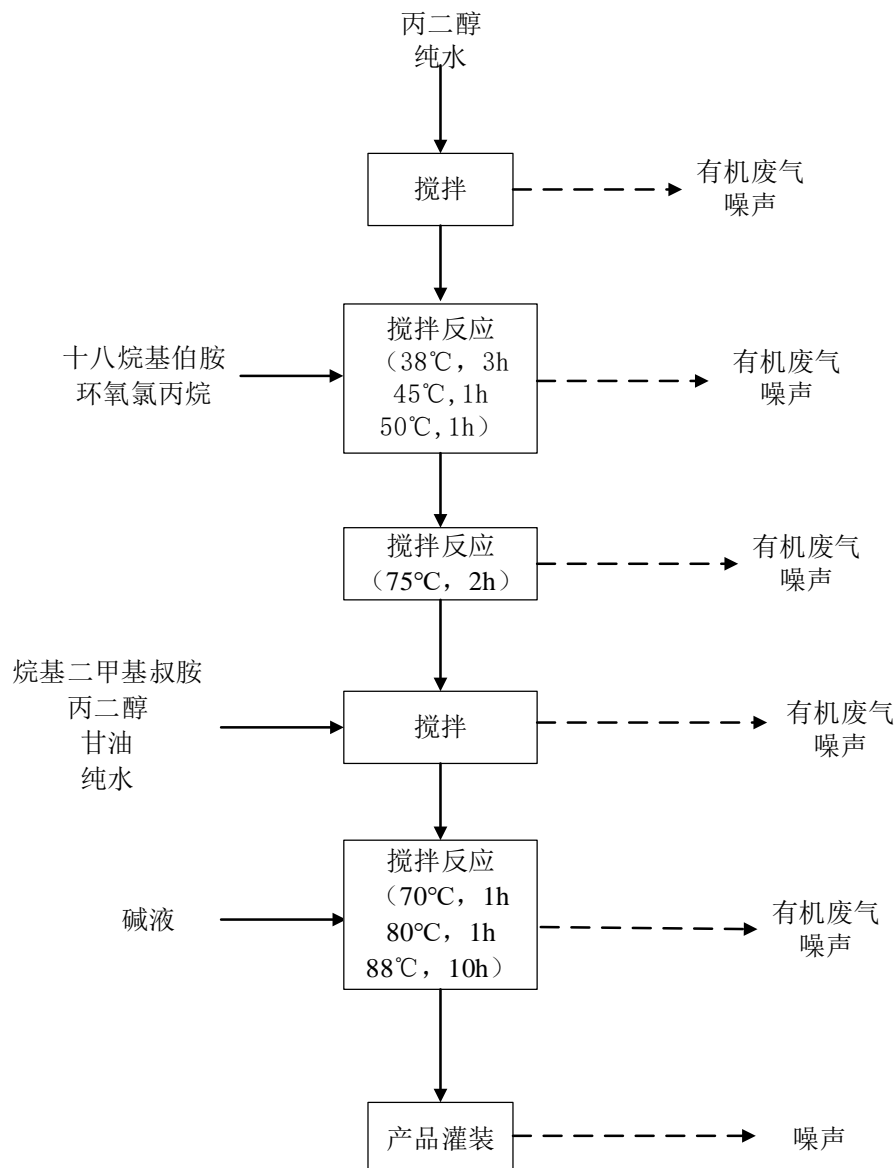 丙二醇
纯水
搅拌
有机废气
噪声
十八烷基伯胺
环氧氯丙烷
搅拌反应
（38℃，3h
45℃,1h
50℃,1h）
有机废气
噪声
搅拌反应
（75℃，2h）
有机废气
噪声
烷基二甲基叔胺
丙二醇
甘油
纯水
搅拌
有机废气
噪声
碱液
搅拌反应
（70℃，1h
80℃，1h
88℃，10h）
有机废气
噪声
产品灌装
噪声